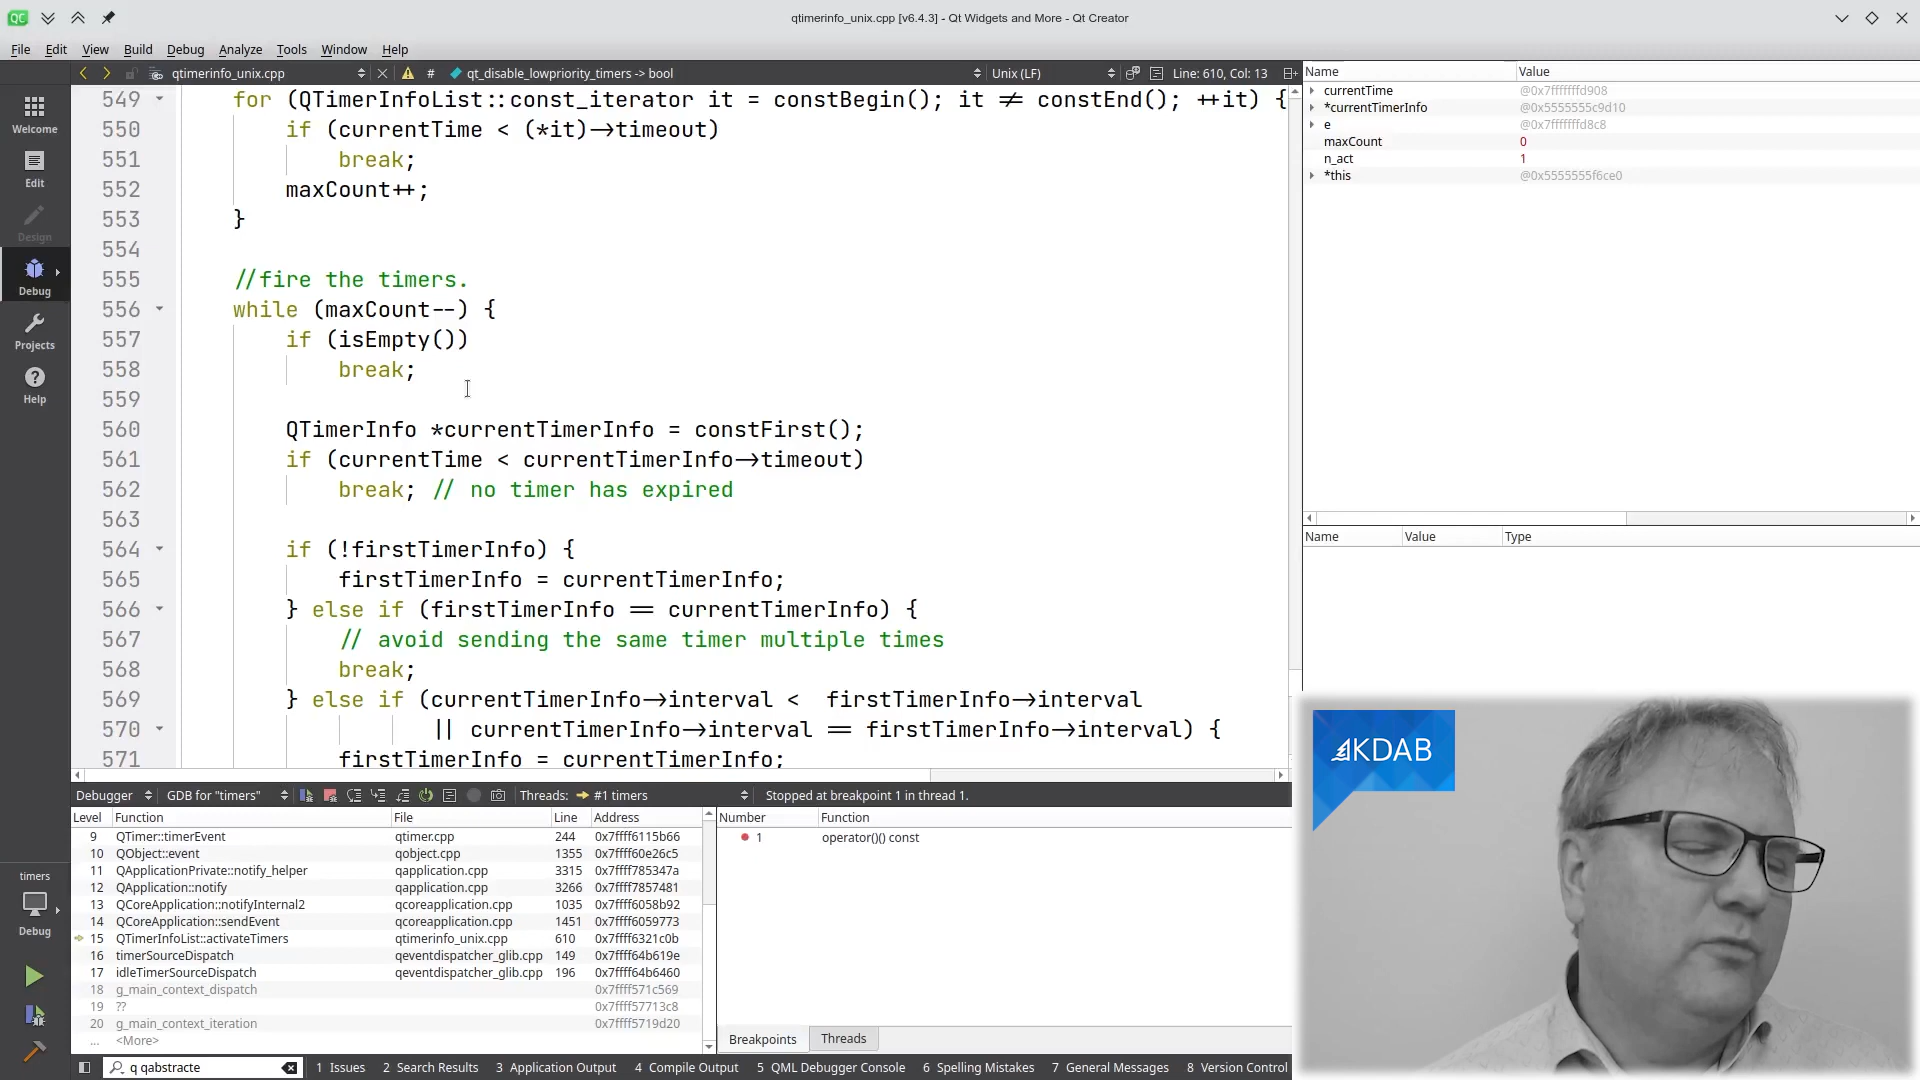 qtimerinfo_unix.cpp [v6.4.3] - Qt Widgets and More - Qt Creator
File Edit View Build Debug Analyze Tools Window Help
qtimerinfo_unix.cpp # qt_disable_lowpriority_timers -> bool Unix (LF) Line: 610, Col: 13
Welcome
Edit
Design
Debug
Projects
Help
timers
Debug
549 for (QTimerInfoList::const_iterator it = constBegin(); it != constEnd(); ++it) {
550 if (currentTime < (*it)->timeout)
551 break;
552 maxCount++;
553 }
554
555 //fire the timers.
556 while (maxCount--) {
557 if (isEmpty())
558 break;
559
560 QTimerInfo *currentTimerInfo = constFirst();
561 if (currentTime < currentTimerInfo->timeout)
562 break; // no timer has expired
563
564 if (!firstTimerInfo) {
565 firstTimerInfo = currentTimerInfo;
566 } else if (firstTimerInfo == currentTimerInfo) {
567 // avoid sending the same timer multiple times
568 break;
569 } else if (currentTimerInfo->interval < firstTimerInfo->interval
570 || currentTimerInfo->interval == firstTimerInfo->interval) {
571 firstTimerInfo = currentTimerInfo;
Name Value
currentTime @0x7fffffffd908
*currentTimerInfo @0x5555555c9d10
e @0x7fffffffd8c8
maxCount 0
n_act 1
*this @0x5555555f6ce0
Name Value Type
KDAB
Debugger GDB for "timers" Threads: #1 timers Stopped at breakpoint 1 in thread 1.
Level Function File Line Address
9 QTimer::timerEvent qtimer.cpp 244 0x7ffff6115b66
10 QObject::event qobject.cpp 1355 0x7ffff60e26c5
11 QApplicationPrivate::notify_helper qapplication.cpp 3315 0x7ffff785347a
12 QApplication::notify qapplication.cpp 3266 0x7ffff7857481
13 QCoreApplication::notifyInternal2 qcoreapplication.cpp 1035 0x7ffff6058b92
14 QCoreApplication::sendEvent qcoreapplication.cpp 1451 0x7ffff6059773
15 QTimerInfoList::activateTimers qtimerinfo_unix.cpp 610 0x7ffff6321c0b
16 timerSourceDispatch qeventdispatcher_glib.cpp 149 0x7ffff64b619e
17 idleTimerSourceDispatch qeventdispatcher_glib.cpp 196 0x7ffff64b6460
18 g_main_context_dispatch 0x7ffff571c569
19 ?? 0x7ffff57713c8
20 g_main_context_iteration 0x7ffff5719d20
... <More>
Number Function
1 operator()() const
Breakpoints Threads
q qabstracte 1 Issues 2 Search Results 3 Application Output 4 Compile Output 5 QML Debugger Console 6 Spelling Mistakes 7 General Messages 8 Version Control